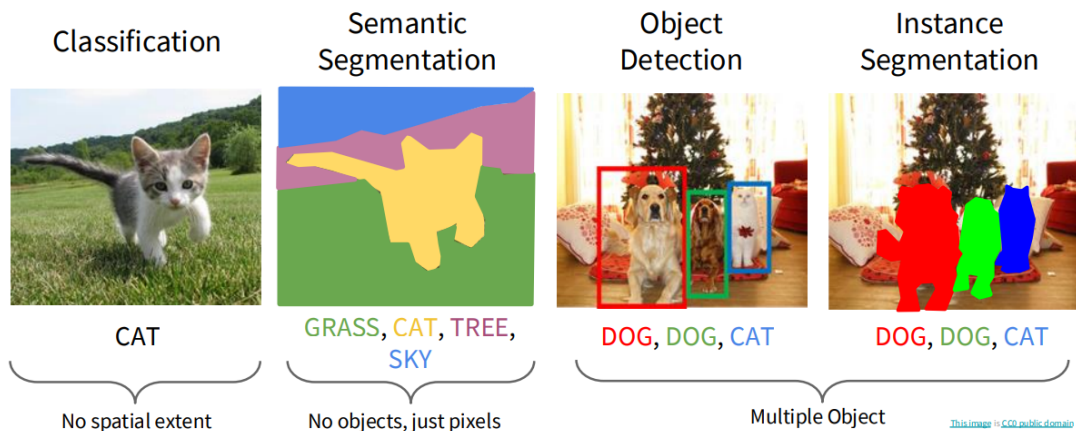 Classification
Semantic
Segmentation
Object
Detection
Instance
Segmentation
CAT
GRASS, CAT, TREE,
SKY
DOG, DOG, CAT
DOG, DOG, CAT
No spatial extent
No objects, just pixels
Multiple Object
This image is CC0 public domain